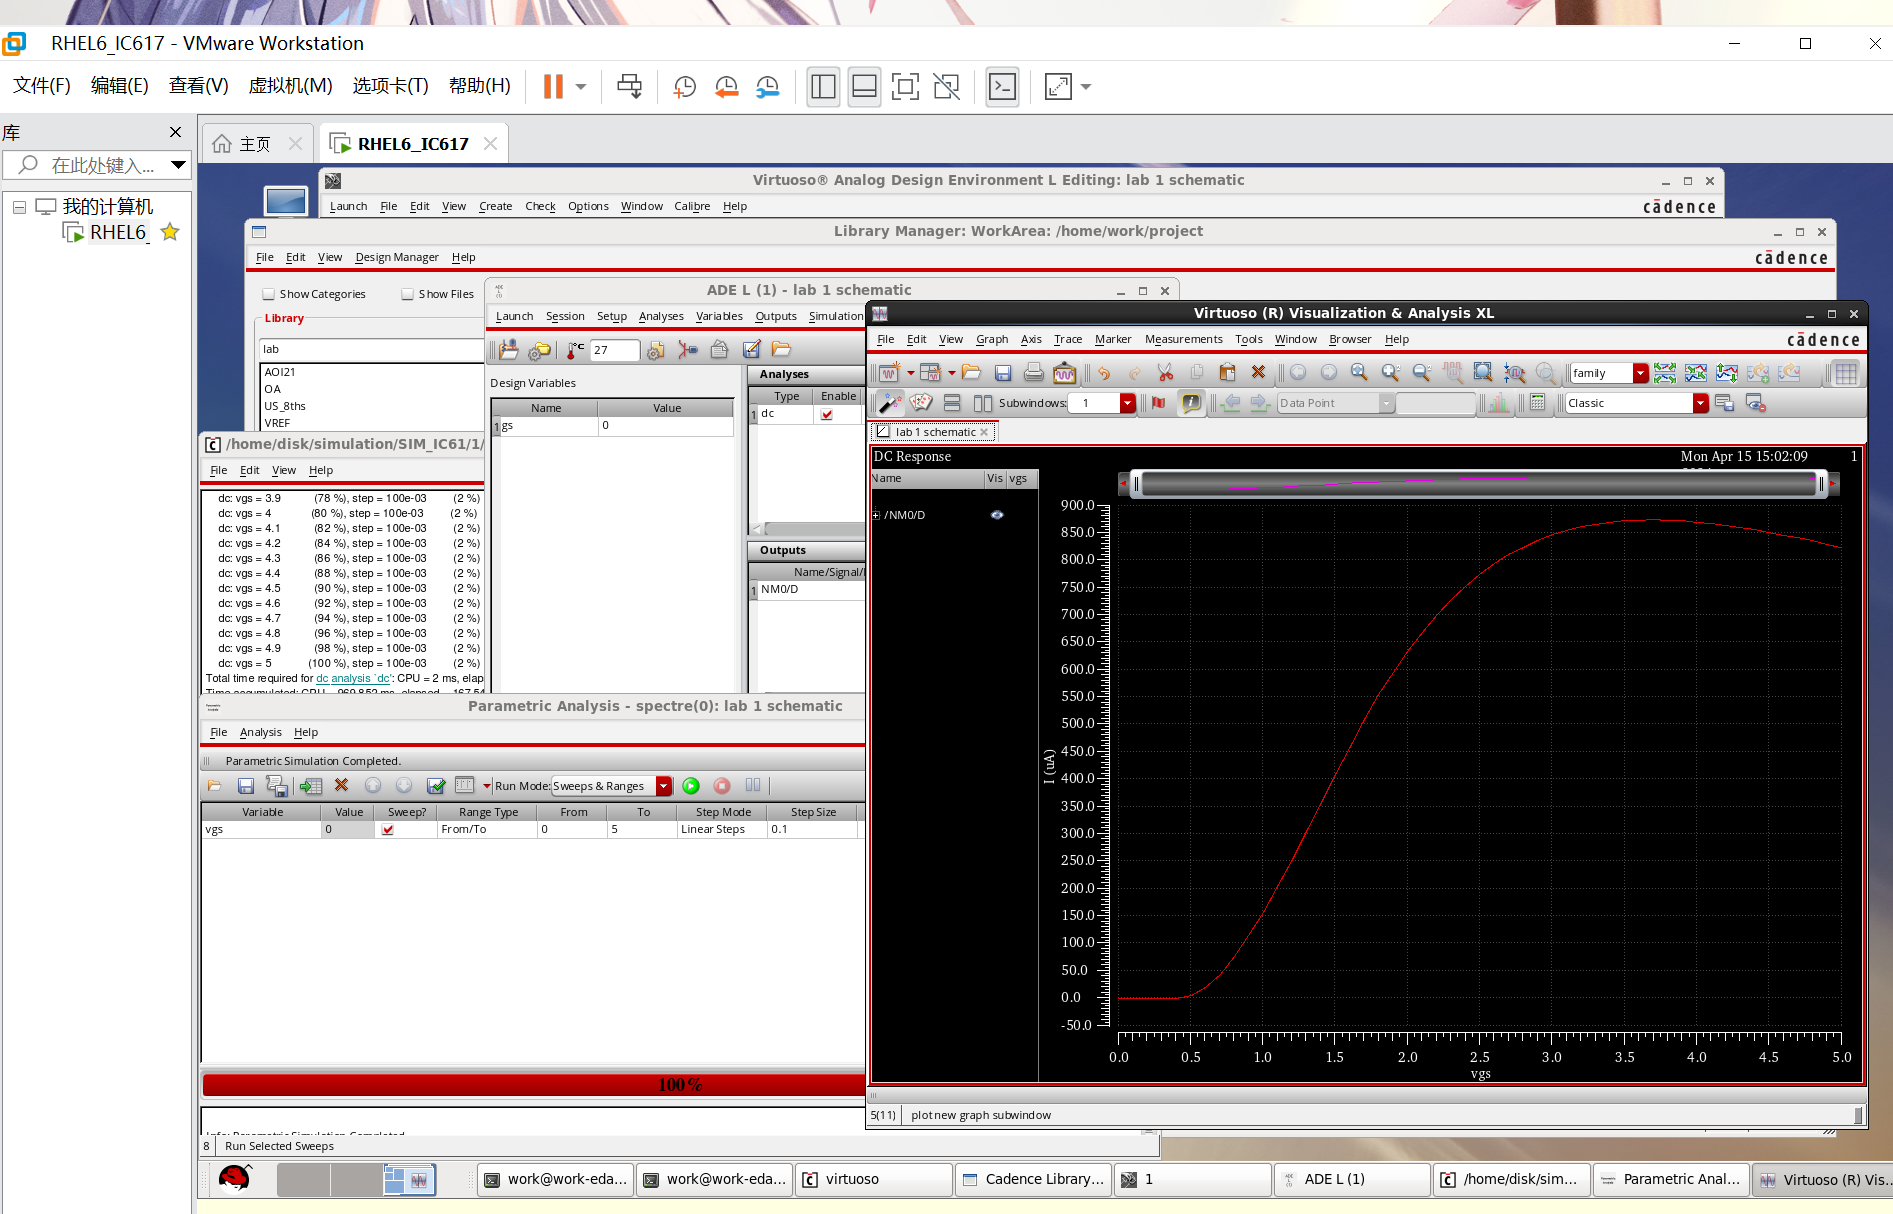 RHEL6_IC617 - VMware Workstation
文件(F) 编辑(E) 查看(V) 虚拟机(M) 选项卡(T) 帮助(H)
库
在此处键入...
我的计算机
RHEL6_
主页
RHEL6_IC617
Virtuoso® Analog Design Environment L Editing: lab 1 schematic
Launch File Edit View Create Check Options Window Calibre Help
cādence
Library Manager: WorkArea: /home/work/project
File Edit View Design Manager Help
cādence
Show Categories Show Files
Library
lab
AOI21
OA
US_8ths
VREF
ADE L (1) - lab 1 schematic
Launch Session Setup Analyses Variables Outputs Simulation
°C 27
Design Variables
Name Value
1 gs 0
Analyses
Type Enable
1 dc
Outputs
Name/Signal/
1 NM0/D
/home/disk/simulation/SIM_IC61/1/
File Edit View Help
dc: vgs = 3.9 (78 %), step = 100e-03 (2 %)
dc: vgs = 4 (80 %), step = 100e-03 (2 %)
dc: vgs = 4.1 (82 %), step = 100e-03 (2 %)
dc: vgs = 4.2 (84 %), step = 100e-03 (2 %)
dc: vgs = 4.3 (86 %), step = 100e-03 (2 %)
dc: vgs = 4.4 (88 %), step = 100e-03 (2 %)
dc: vgs = 4.5 (90 %), step = 100e-03 (2 %)
dc: vgs = 4.6 (92 %), step = 100e-03 (2 %)
dc: vgs = 4.7 (94 %), step = 100e-03 (2 %)
dc: vgs = 4.8 (96 %), step = 100e-03 (2 %)
dc: vgs = 4.9 (98 %), step = 100e-03 (2 %)
dc: vgs = 5 (100 %), step = 100e-03 (2 %)
Total time required for dc analysis `dc': CPU = 2 ms, elap
Parametric Analysis - spectre(0): lab 1 schematic
File Analysis Help
Parametric Simulation Completed.
Run Mode: Sweeps & Ranges
Variable Value Sweep? Range Type From To Step Mode Step Size
vgs 0 From/To 0 5 Linear Steps 0.1
100%
8 Run Selected Sweeps
Virtuoso (R) Visualization & Analysis XL
File Edit View Graph Axis Trace Marker Measurements Tools Window Browser Help
cādence
family
Subwindows: 1 Data Point Classic
lab 1 schematic
DC Response Mon Apr 15 15:02:09 1
Name Vis vgs
/NM0/D
900.0
850.0
800.0
750.0
700.0
650.0
600.0
550.0
500.0
450.0
400.0
350.0
300.0
250.0
200.0
150.0
100.0
50.0
0.0
-50.0
I (uA)
0.0 0.5 1.0 1.5 2.0 2.5 3.0 3.5 4.0 4.5 5.0
vgs
5(11) plot new graph subwindow
work@work-eda... work@work-eda... virtuoso Cadence Library... 1 ADE L (1) /home/disk/sim... Parametric Anal... Virtuoso (R) Vis...